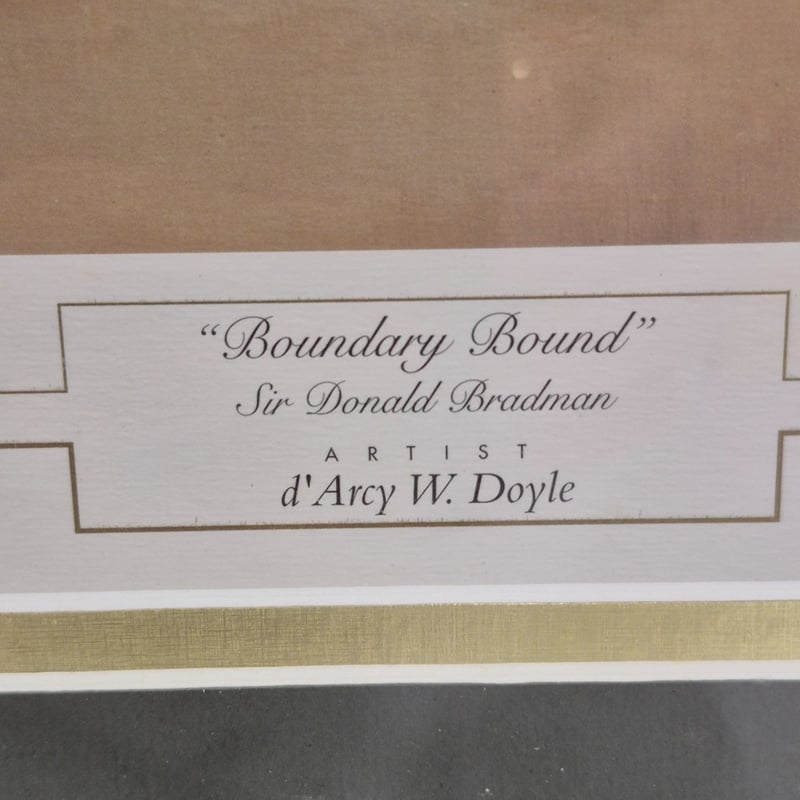 “Boundary Bound”
Sir Donald Bradman
ARTIST
d'Arcy W. Doyle